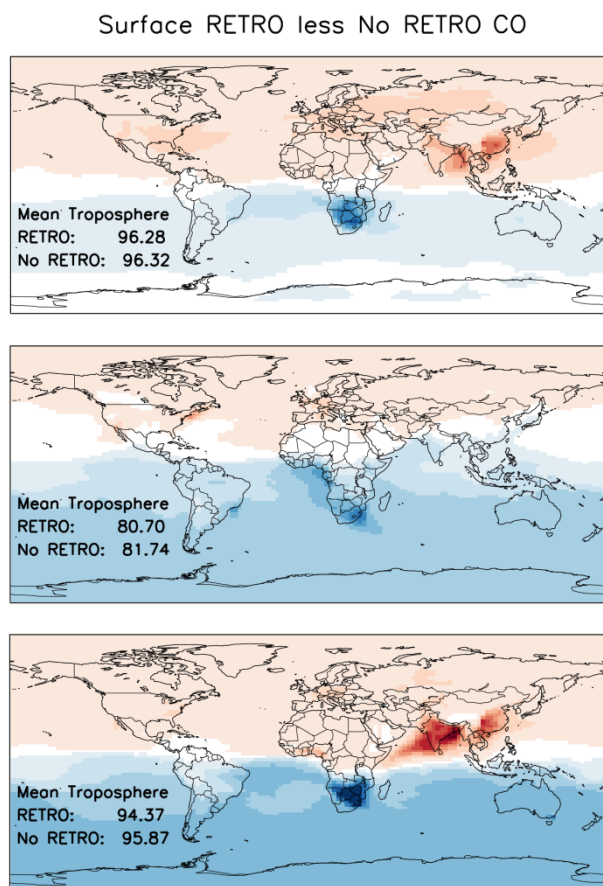 Surface RETRO less No RETRO CO
Mean Troposphere
RETRO: 96.28
No RETRO: 96.32
Mean Troposphere
RETRO: 80.70
No RETRO: 81.74
Mean Troposphere
RETRO: 94.37
No RETRO: 95.87